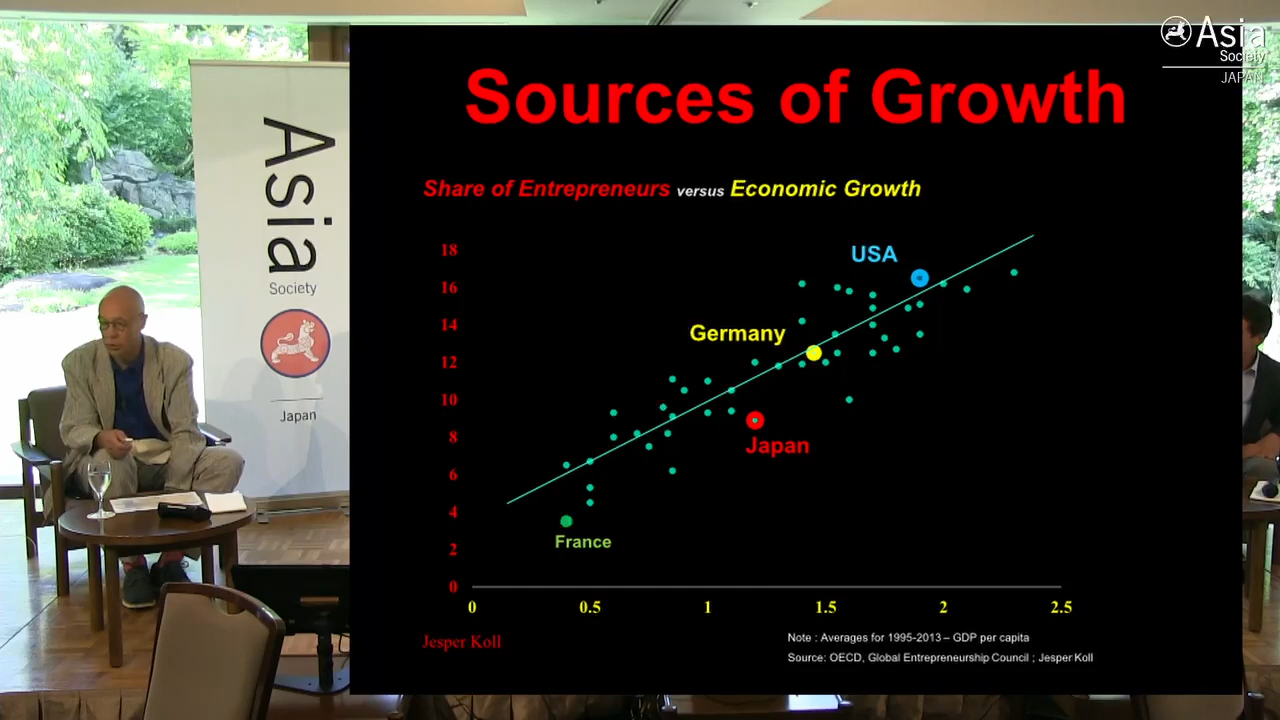 Asia
Society
JAPAN
Asia
Society
Japan
Sources of Growth
Share of Entrepreneurs versus Economic Growth
18
16
14
12
10
8
6
4
2
0
USA
Germany
Japan
France
0 0.5 1 1.5 2 2.5
Jesper Koll
Note : Averages for 1995-2013 – GDP per capita
Source: OECD, Global Entrepreneurship Council ; Jesper Koll